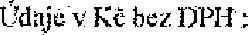 Údaje v Kč bez DPH :